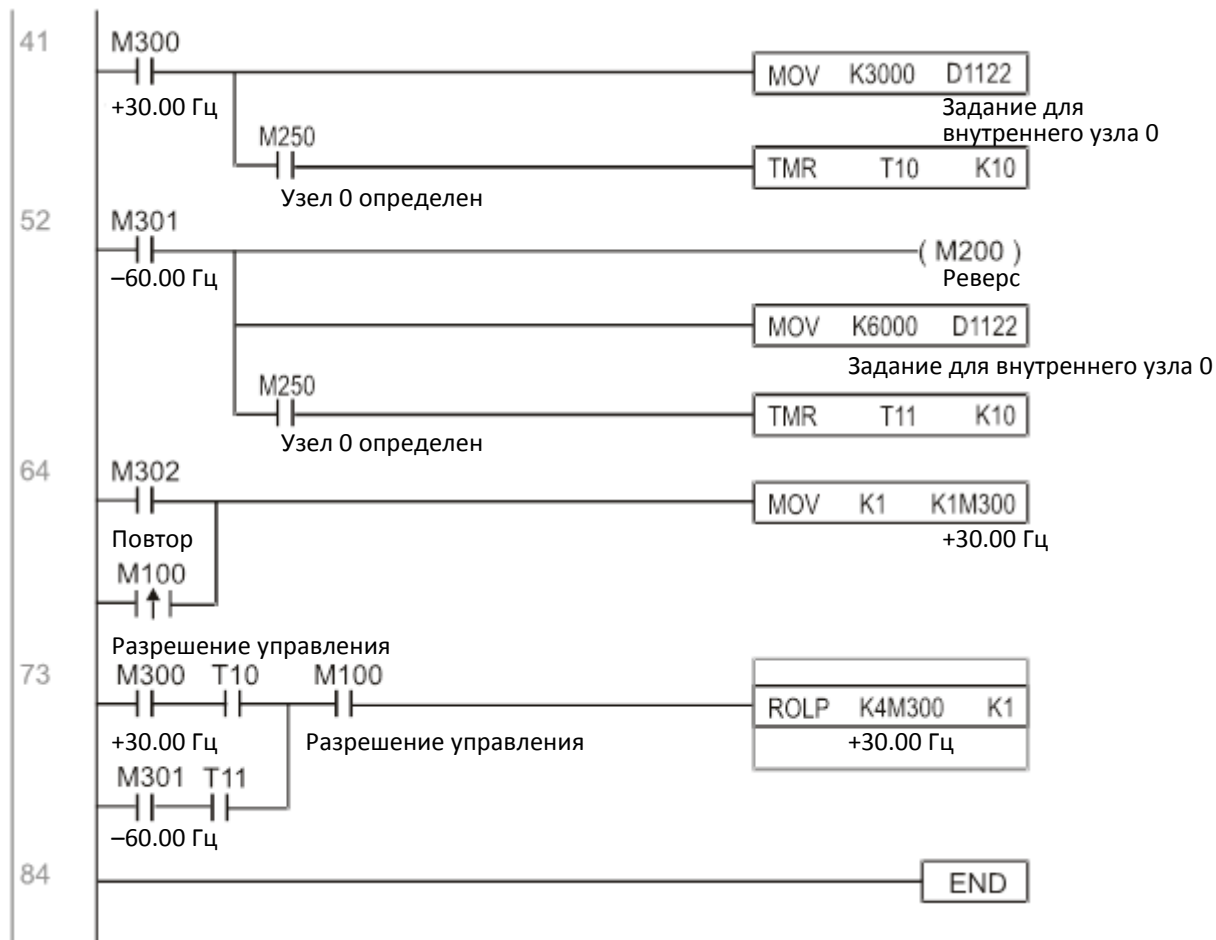 41
M300
MOV K3000 D1122
+30.00 Гц
Задание для
внутреннего узла 0
M250
TMR T10 K10
Узел 0 определен
52
M301
( M200 )
–60.00 Гц
Реверс
MOV K6000 D1122
Задание для внутреннего узла 0
M250
TMR T11 K10
Узел 0 определен
64
M302
MOV K1 K1M300
Повтор
+30.00 Гц
M100
Разрешение управления
73
M300 T10 M100
ROLP K4M300 K1
+30.00 Гц
Разрешение управления
+30.00 Гц
M301 T11
–60.00 Гц
84
END